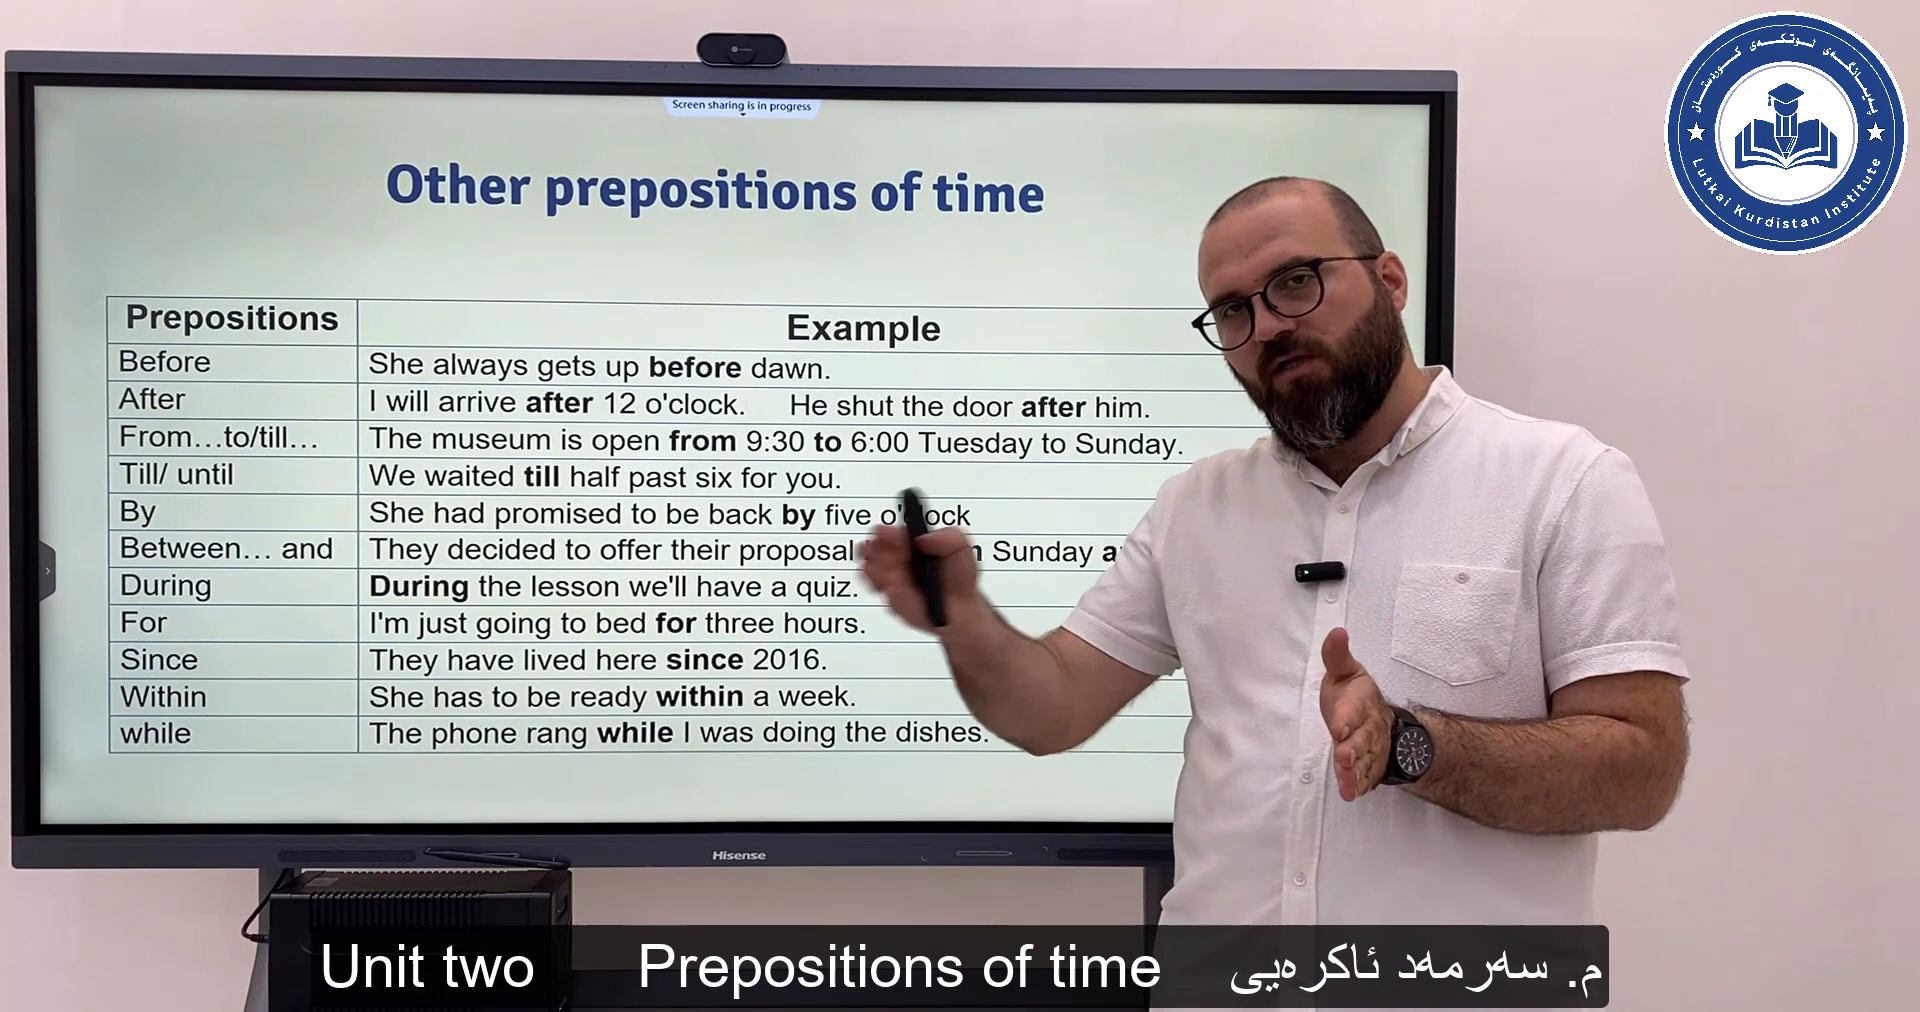 پەیمانگەی لوتکەی کوردستان
Lutkai Kurdistan Institute
Screen sharing is in progress
Other prepositions of time
Prepositions Example
Before She always gets up before dawn.
After I will arrive after 12 o'clock. He shut the door after him.
From…to/till… The museum is open from 9:30 to 6:00 Tuesday to Sunday.
Till/ until We waited till half past six for you.
By She had promised to be back by five o'clock
Between… and They decided to offer their proposal Sunday
During During the lesson we'll have a quiz.
For I'm just going to bed for three hours.
Since They have lived here since 2016.
Within She has to be ready within a week.
while The phone rang while I was doing the dishes.
Hisense
Unit two Prepositions of time م. سەرمەد ئاکرەیی